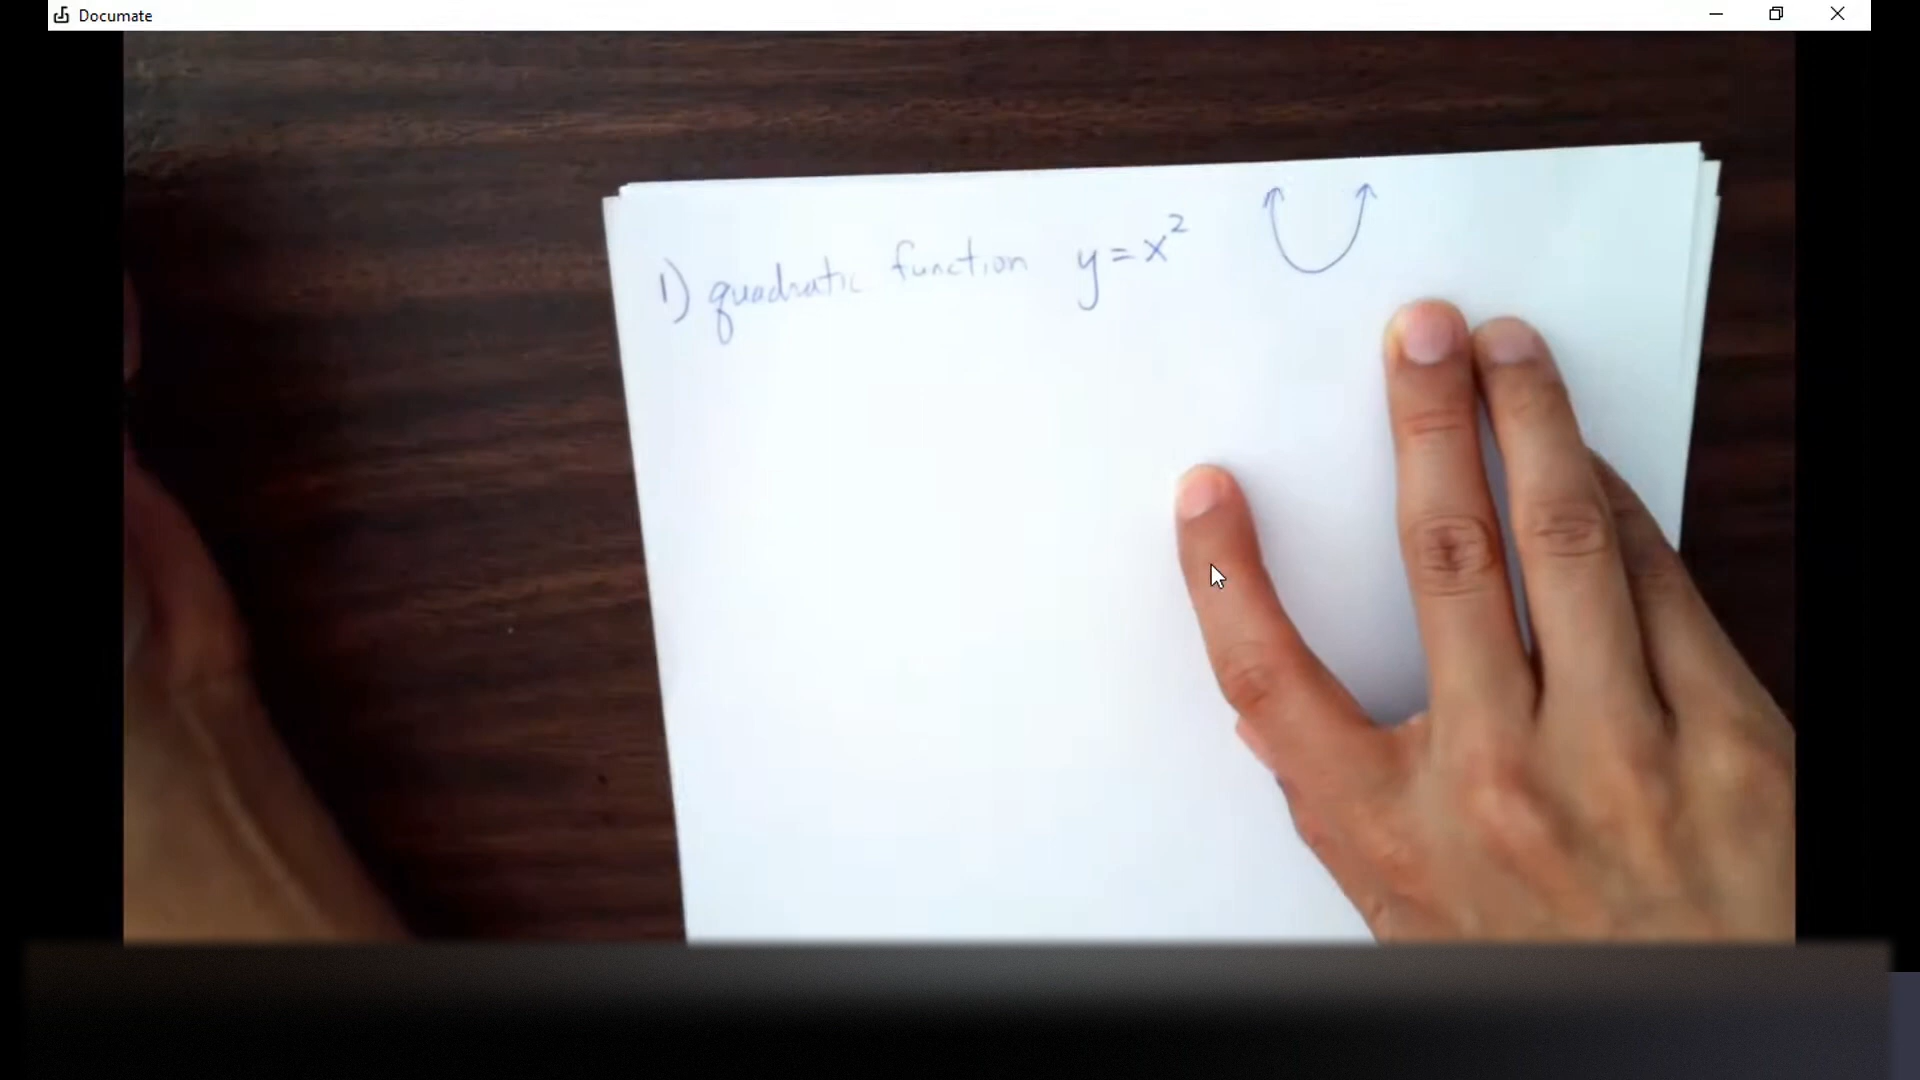 Documate
1) quadratic function y = x²